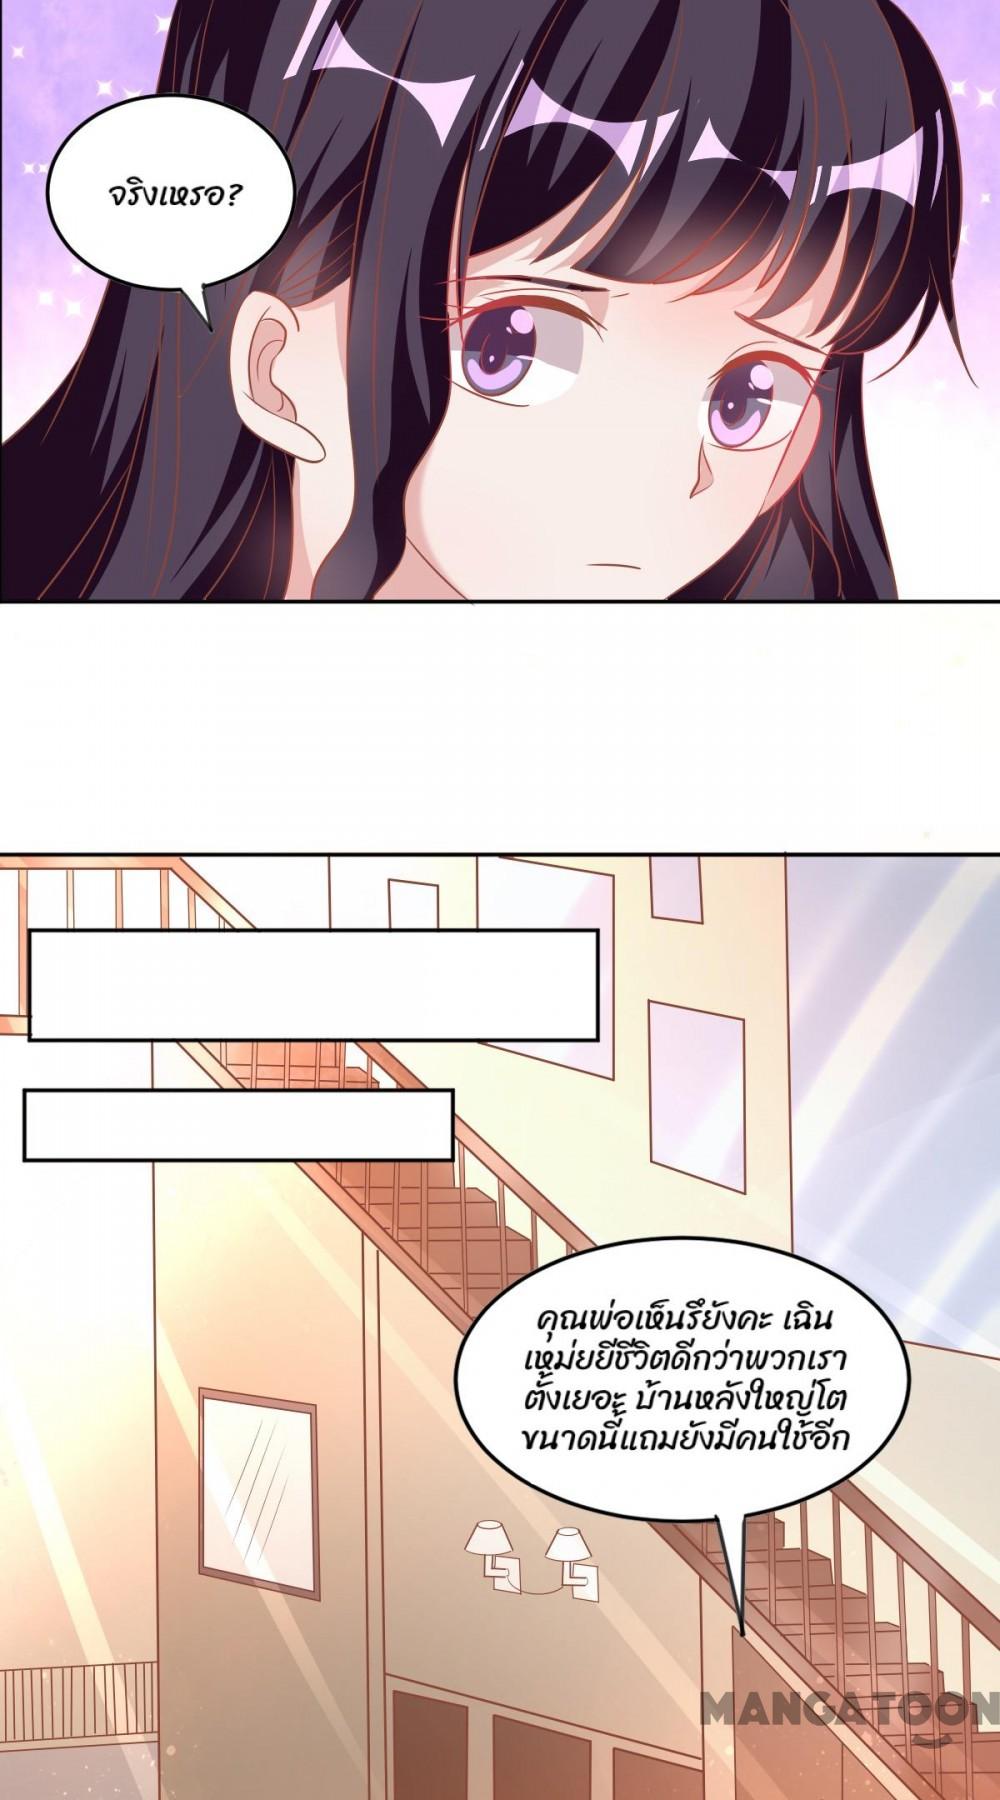 จริงเหรอ?
คุณพ่อเห็นรึยังคะ เฉิน
เหม่ยยีชีวิตดีกว่าพวกเรา
ตั้งเยอะ บ้านหลังใหญ่โต
ขนาดนี้แถมยังมีคนใช้อีก
MANGATOON